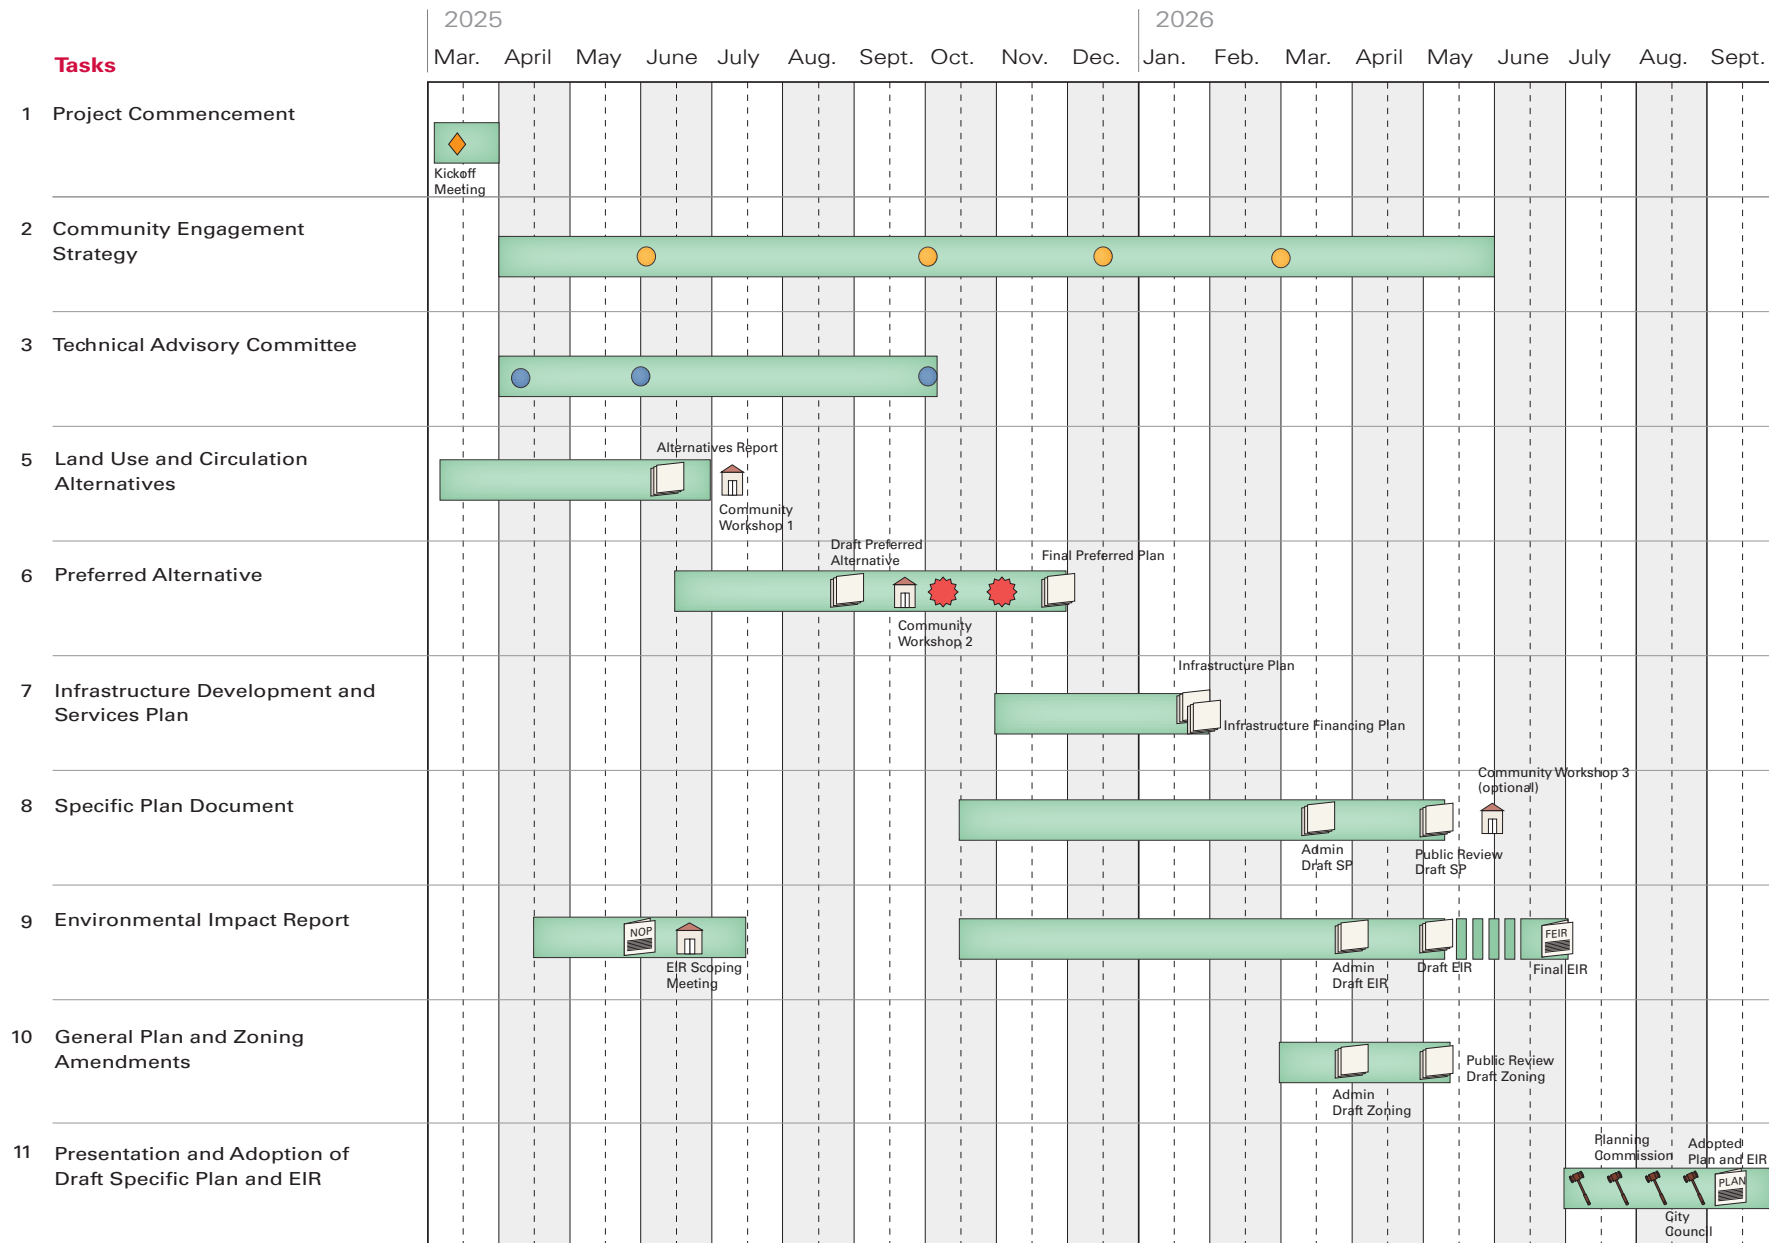 2025
2026
Tasks
Mar. April May June July Aug. Sept. Oct. Nov. Dec. Jan. Feb. Mar. April May June July Aug. Sept.
1 Project Commencement
Kickoff
Meeting
2 Community Engagement
Strategy
3 Technical Advisory Committee
5 Land Use and Circulation
Alternatives
Alternatives Report
Community
Workshop 1
6 Preferred Alternative
Draft Preferred
Alternative
Final Preferred Plan
Community
Workshop 2
7 Infrastructure Development and
Services Plan
Infrastructure Plan
Infrastructure Financing Plan
8 Specific Plan Document
Community Workshop 3
(optional)
Admin
Draft SP
Public Review
Draft SP
9 Environmental Impact Report
NOP
EIR Scoping
Meeting
Admin
Draft EIR
Draft EIR
FEIR
Final EIR
10 General Plan and Zoning
Amendments
Admin
Draft Zoning
Public Review
Draft Zoning
11 Presentation and Adoption of
Draft Specific Plan and EIR
Planning
Commission
Adopted
Plan and EIR
PLAN
City
Council